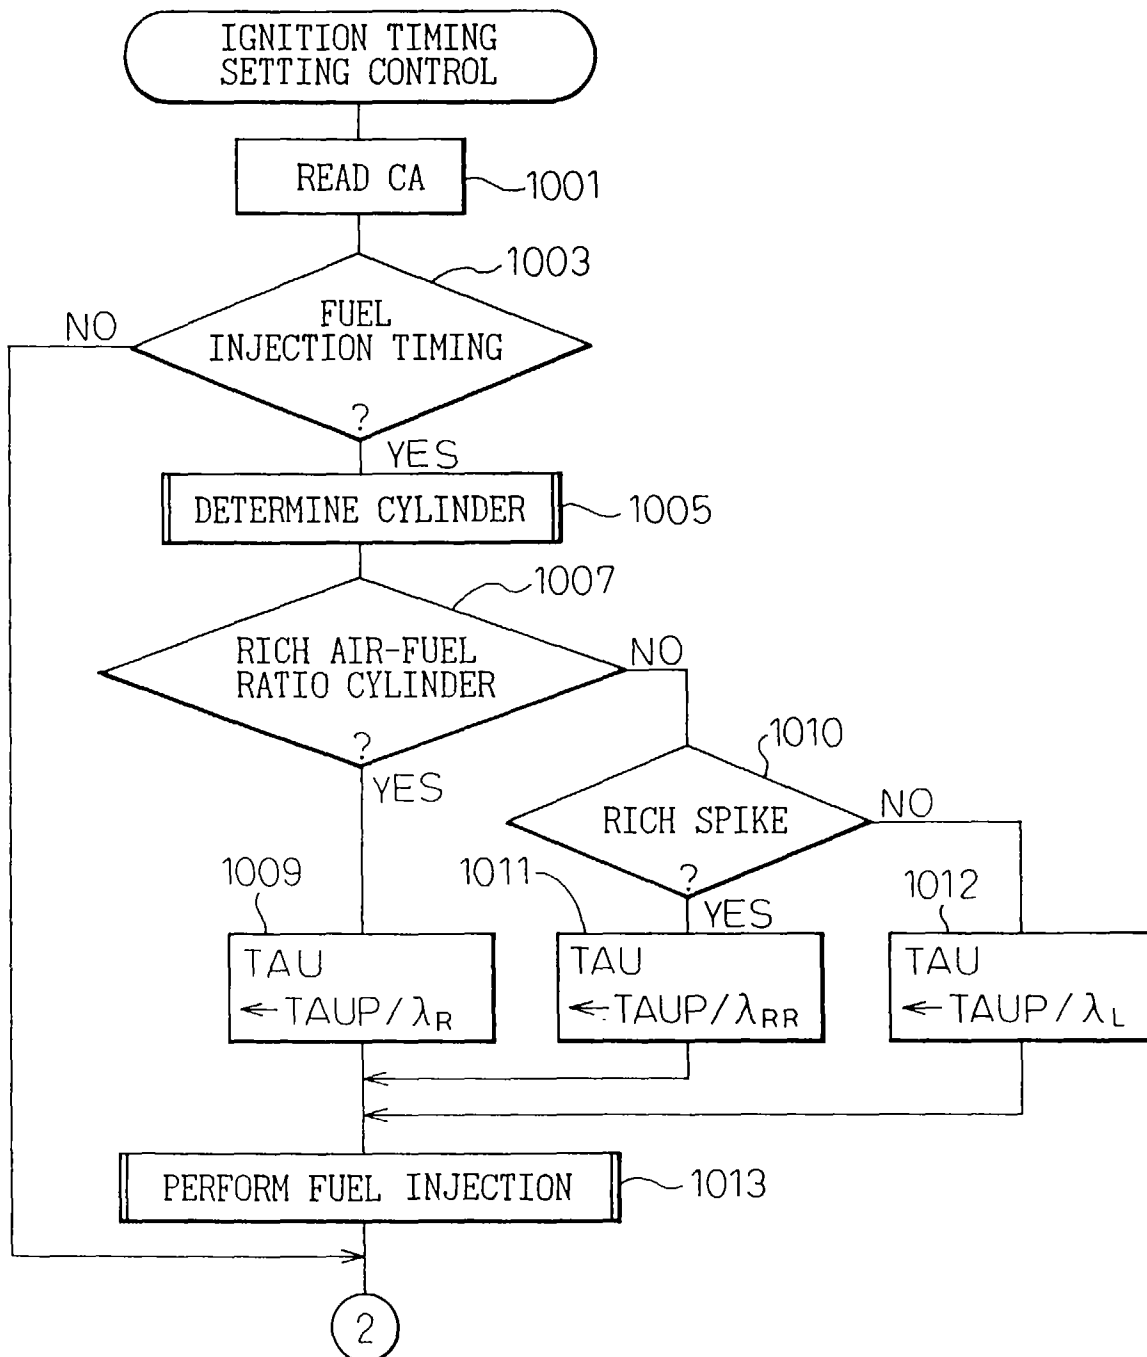 IGNITION TIMING
SETTING CONTROL
READ CA
1001
1003
FUEL
INJECTION TIMING
?
NO
YES
DETERMINE CYLINDER
1005
1007
RICH AIR-FUEL
RATIO CYLINDER
?
NO
YES
1010
RICH SPIKE
?
NO
YES
1009
TAU
←TAUP/λR
1011
TAU
←TAUP/λRR
1012
TAU
←TAUP/λL
PERFORM FUEL INJECTION
1013
2